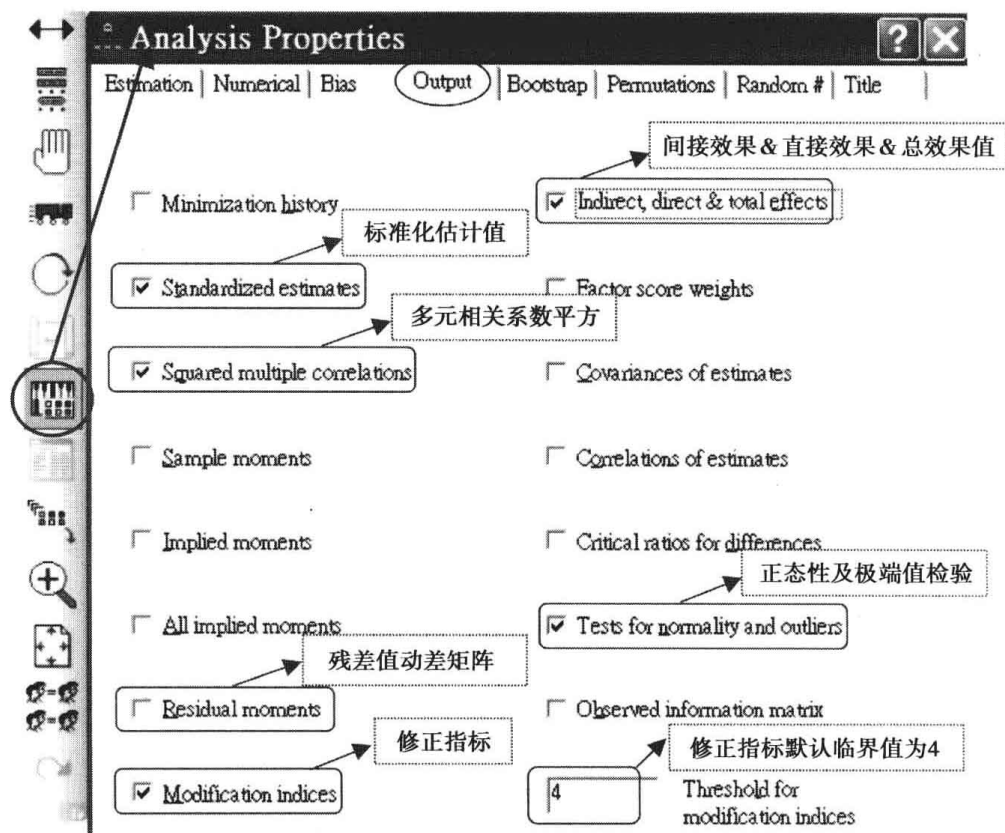 Analysis Properties
Estimation | Numerical | Bias Output | Bootstrap | Permutations | Random # | Title
间接效果&直接效果&总效果值
Minimization history
Indirect, direct & total effects
标准化估计值
Standardized estimates
Factor score weights
多元相关系数平方
Squared multiple correlations
Covariances of estimates
Sample moments
Correlations of estimates
Implied moments
Critical ratios for differences
正态性及极端值检验
All implied moments
Tests for normality and outliers
残差值动差矩阵
Residual moments
Observed information matrix
修正指标
修正指标默认临界值为4
Modification indices
4
Threshold for
modification indices